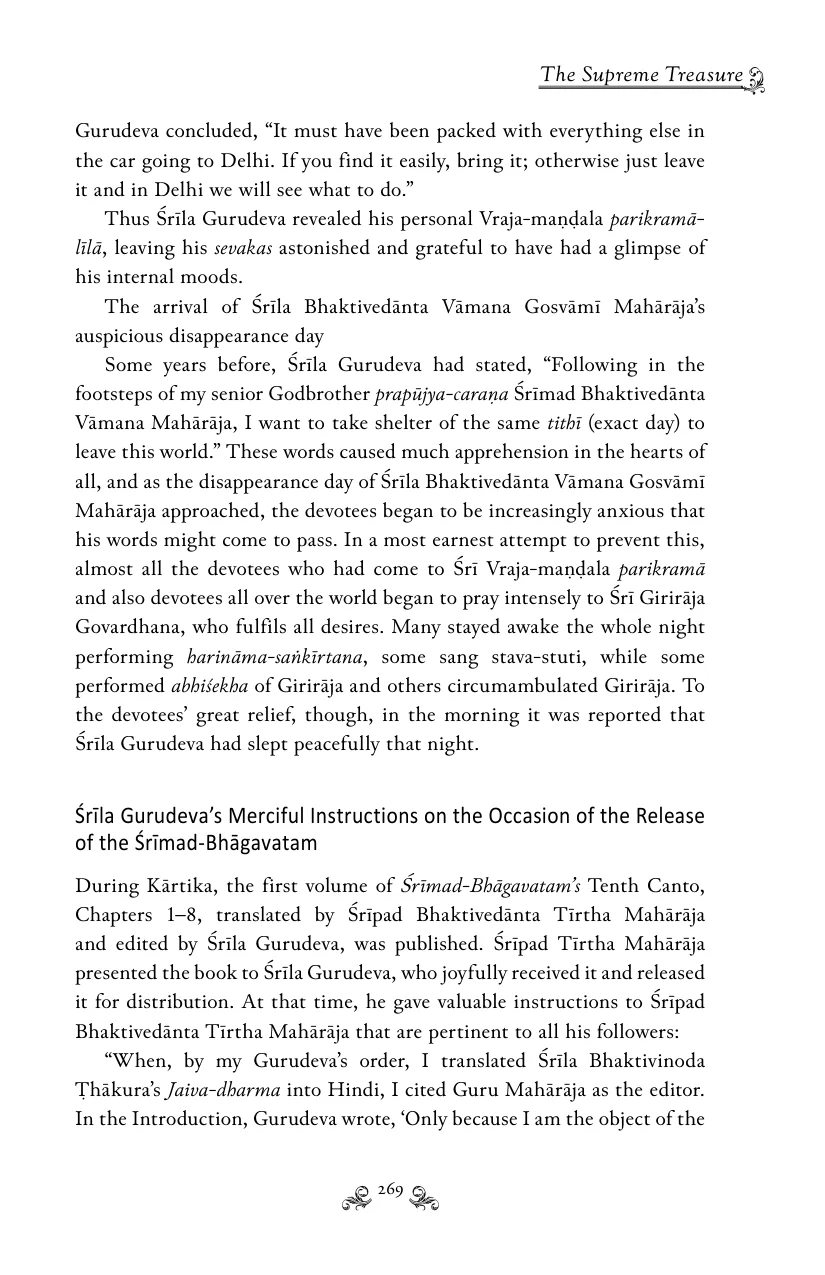 The Supreme Treasure
Gurudeva concluded, “It must have been packed with everything else in
the car going to Delhi. If you find it easily, bring it; otherwise just leave
it and in Delhi we will see what to do.”
Thus Śrīla Gurudeva revealed his personal Vraja-maṇḍala parikramā-
līlā, leaving his sevakas astonished and grateful to have had a glimpse of
his internal moods.
The arrival of Śrīla Bhaktivedānta Vāmana Gosvāmī Mahārāja’s
auspicious disappearance day
Some years before, Śrīla Gurudeva had stated, “Following in the
footsteps of my senior Godbrother prapūjya-caraṇa Śrīmad Bhaktivedānta
Vāmana Mahārāja, I want to take shelter of the same tithī (exact day) to
leave this world.” These words caused much apprehension in the hearts of
all, and as the disappearance day of Śrīla Bhaktivedānta Vāmana Gosvāmī
Mahārāja approached, the devotees began to be increasingly anxious that
his words might come to pass. In a most earnest attempt to prevent this,
almost all the devotees who had come to Śrī Vraja-maṇḍala parikramā
and also devotees all over the world began to pray intensely to Śrī Girirāja
Govardhana, who fulfils all desires. Many stayed awake the whole night
performing harināma-saṅkīrtana, some sang stava-stuti, while some
performed abhiśekha of Girirāja and others circumambulated Girirāja. To
the devotees’ great relief, though, in the morning it was reported that
Śrīla Gurudeva had slept peacefully that night.
Śrīla Gurudeva’s Merciful Instructions on the Occasion of the Release
of the Śrīmad-Bhāgavatam
During Kārtika, the first volume of Śrīmad-Bhāgavatam’s Tenth Canto,
Chapters 1–8, translated by Śrīpad Bhaktivedānta Tīrtha Mahārāja
and edited by Śrīla Gurudeva, was published. Śrīpad Tīrtha Mahārāja
presented the book to Śrīla Gurudeva, who joyfully received it and released
it for distribution. At that time, he gave valuable instructions to Śrīpad
Bhaktivedānta Tīrtha Mahārāja that are pertinent to all his followers:
“When, by my Gurudeva’s order, I translated Śrīla Bhaktivinoda
Ṭhākura’s Jaiva-dharma into Hindi, I cited Guru Mahārāja as the editor.
In the Introduction, Gurudeva wrote, ‘Only because I am the object of the
269